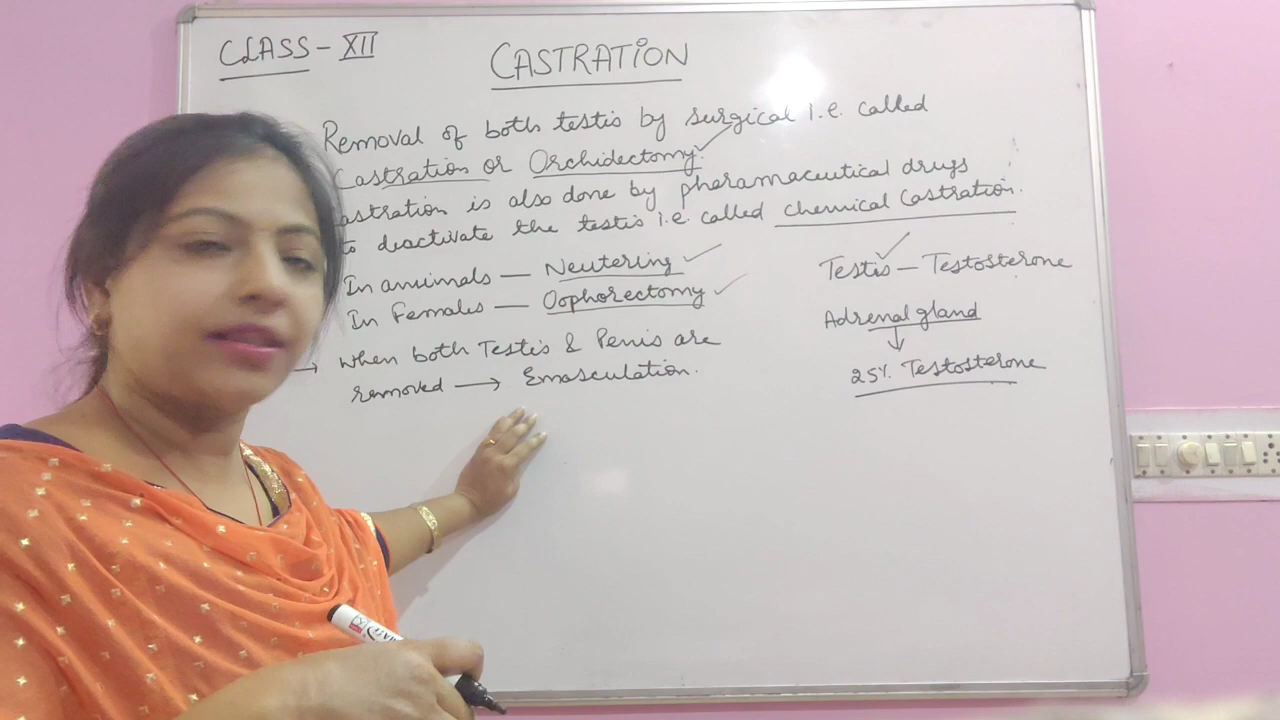 CLASS - XII
CASTRATION
Removal of both testis by surgical i.e. called
Castration or Orchidectomy.
astration is also done by pharamaceutical drugs
to deactivate the testis i.e. called chemical Castration.
In animals — Neutering
In Females — Oophorectomy
→ when both Testis & Penis are
removed → Emasculation.
Testis — Testosterone
Adrenal gland
↓
25% Testosterone